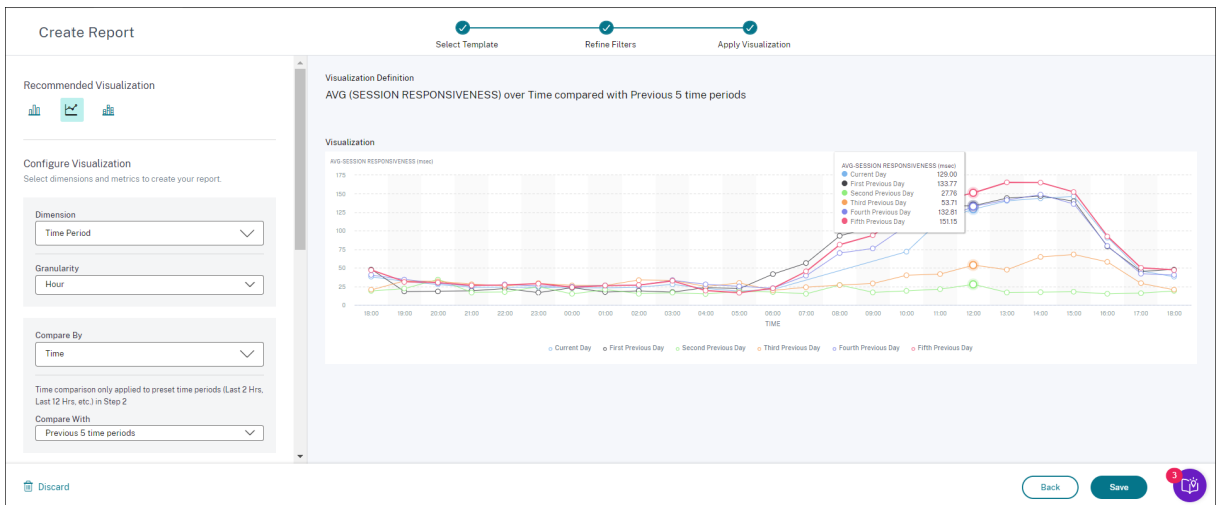 Create Report
Select Template
Refine Filters
Apply Visualization
Recommended Visualization
Configure Visualization
Select dimensions and metrics to create your report.
Dimension
Time Period
Granularity
Hour
Compare By
Time
Time comparison only applied to preset time periods (Last 2 Hrs,
Last 12 Hrs, etc.) in Step 2
Compare With
Previous 5 time periods
Visualization Definition
AVG (SESSION RESPONSIVENESS) over Time compared with Previous 5 time periods
Visualization
AVG-SESSION RESPONSIVENESS (msec)
175
150
125
100
75
50
25
0
AVG-SESSION RESPONSIVENESS (msec)
Current Day 129.00
First Previous Day 133.77
Second Previous Day 27.76
Third Previous Day 53.71
Fourth Previous Day 132.81
Fifth Previous Day 151.15
18:00 19:00 20:00 21:00 22:00 23:00 00:00 01:00 02:00 03:00 04:00 05:00 06:00 07:00 08:00 09:00 10:00 11:00 12:00 13:00 14:00 15:00 16:00 17:00 18:00
TIME
Current Day First Previous Day Second Previous Day Third Previous Day Fourth Previous Day Fifth Previous Day
Discard
Back
Save
3